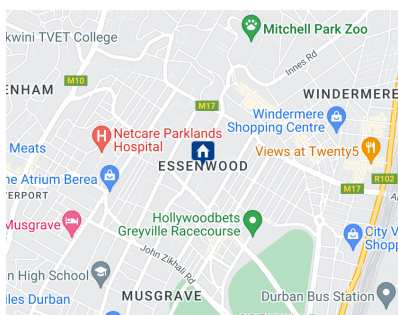 Mitchell Park Zoo
kwini TVET College
Innes Rd
M10
ENHAM
WINDERMERE
M17
Windermere
Shopping Centre
Netcare Parklands
Hospital
Meats
Views at Twenty5
ESSENWOOD
he Atrium Berea
R102
M17
TERPORT
Musgrave
Hollywoodbets
Greyville Racecourse
City V
Shopp
John Zikhali Rd
n High School
MUSGRAVE
Durban Bus Station
les Durban